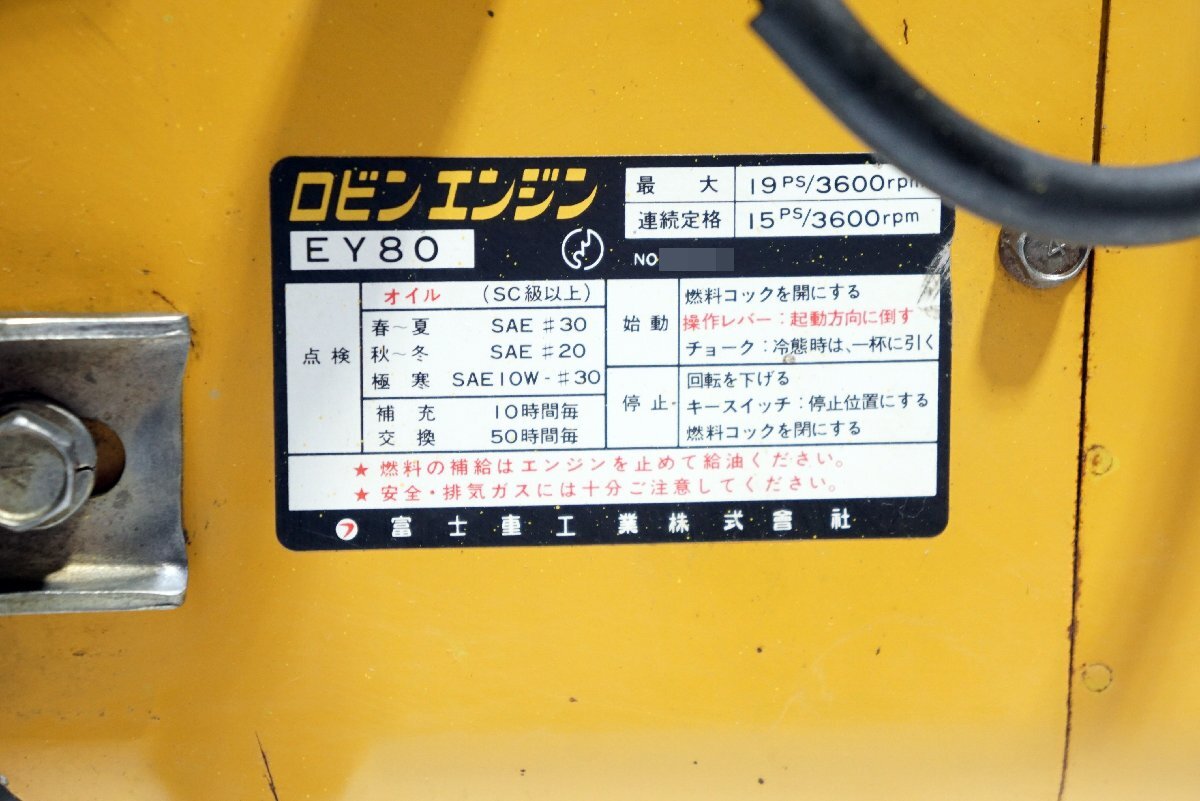 ロビンエンジン
EY80
最大 19PS/3600rpm
連続定格 15PS/3600rpm
NO
点検
オイル (SC級以上)
春～夏 SAE #30
秋～冬 SAE #20
極寒 SAE10W-#30
補充 10時間毎
交換 50時間毎
始動
燃料コックを開にする
操作レバー：起動方向に倒す
チョーク：冷態時は、一杯に引く
停止
回転を下げる
キースイッチ：停止位置にする
燃料コックを閉にする
★ 燃料の補給はエンジンを止めて給油ください。
★ 安全・排気ガスには十分ご注意してください。
富士重工業株式會社